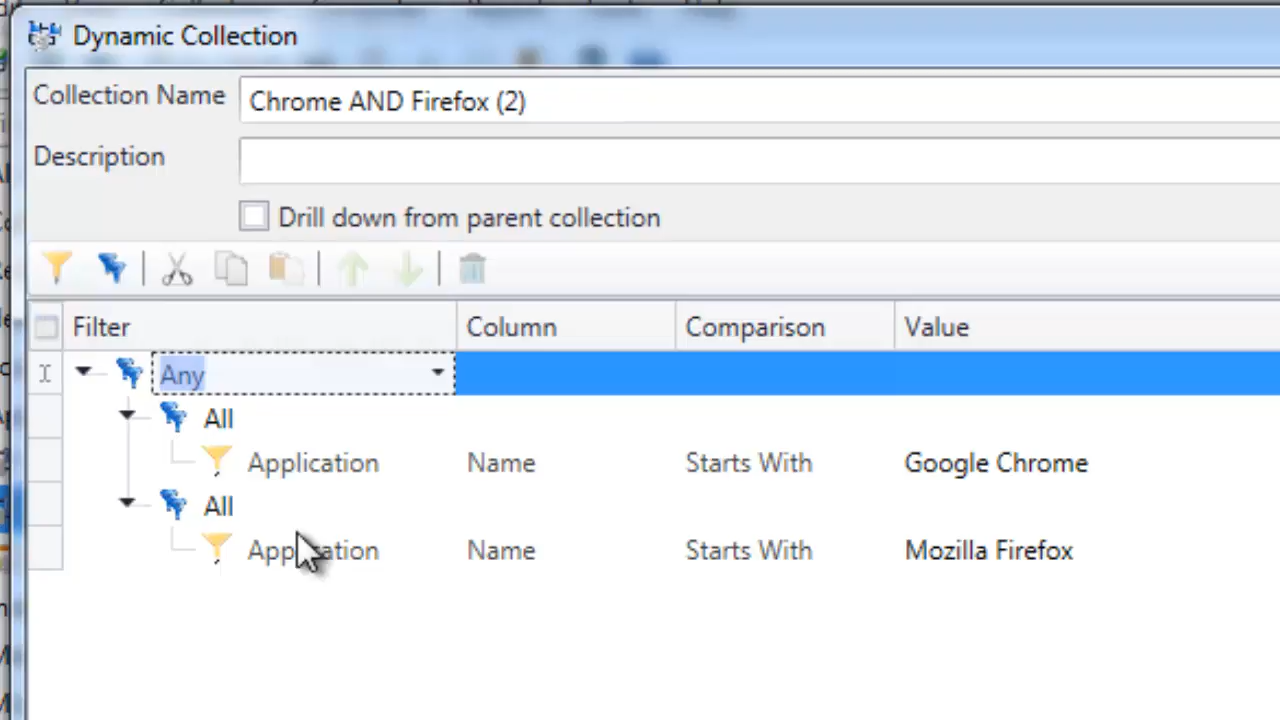 Dynamic Collection
Collection Name Chrome AND Firefox (2)
Description
Drill down from parent collection
Filter Column Comparison Value
Any
All
Application Name Starts With Google Chrome
All
Application Name Starts With Mozilla Firefox